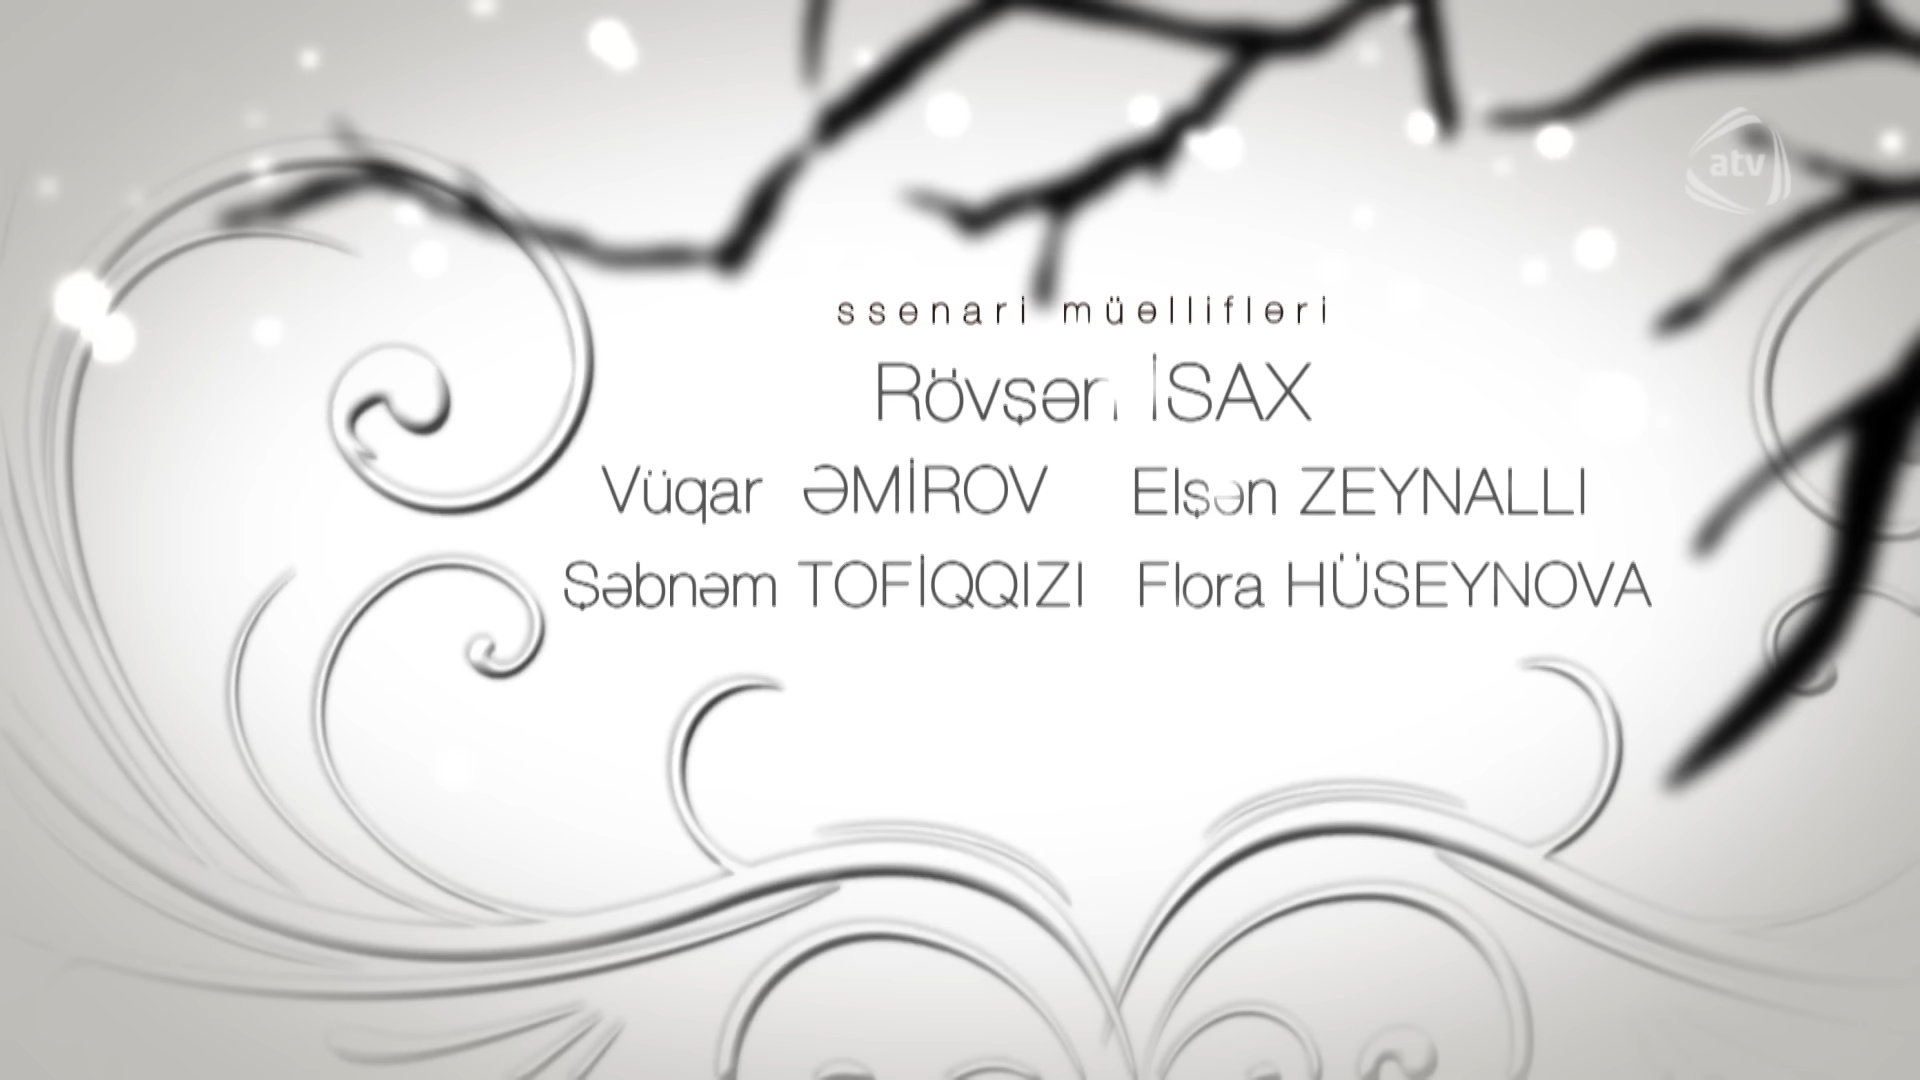 atv
ssenari müəllifləri
Rövşən İSAX
Vüqar ƏMİROV Elşən ZEYNALLI
Şəbnəm TOFİQQIZI Flora HÜSEYNOVA